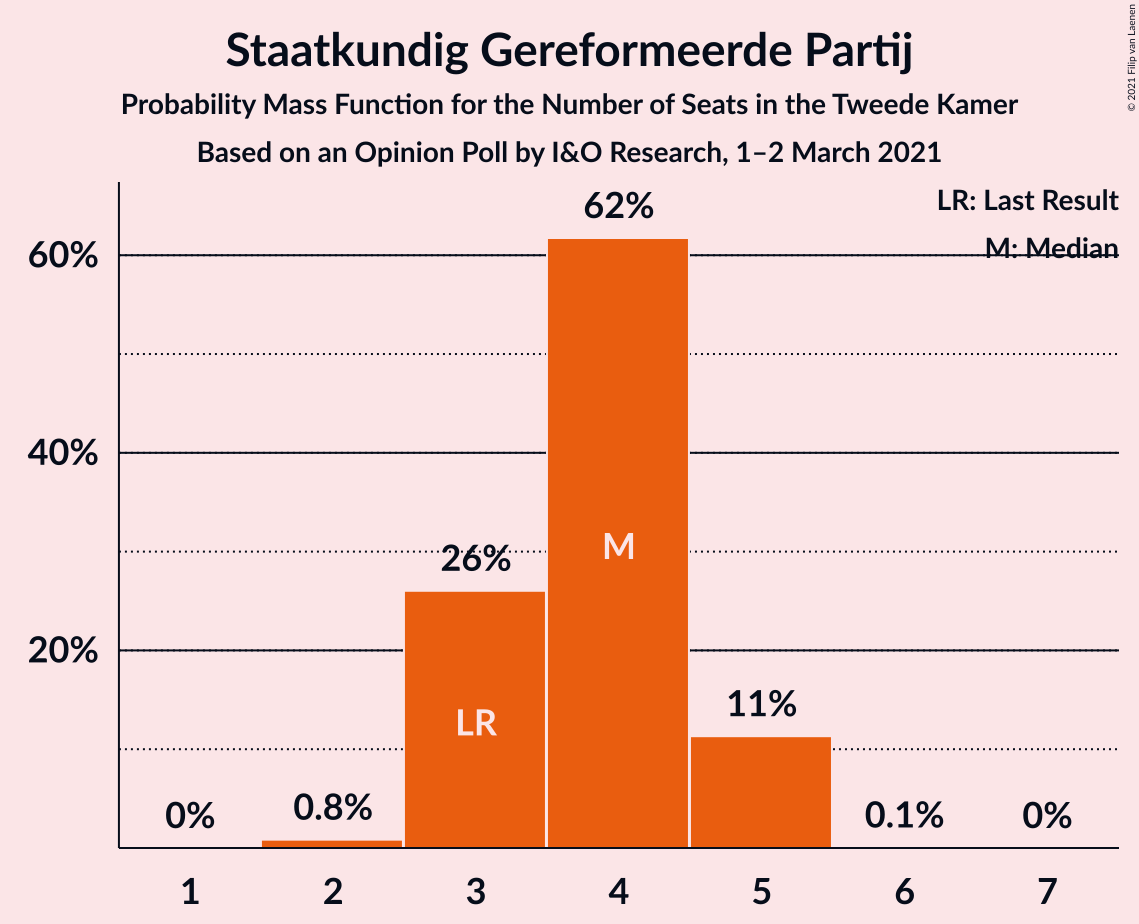 Staatkundig Gereformeerde Partij
Probability Mass Function for the Number of Seats in the Tweede Kamer
Based on an Opinion Poll by I&O Research, 1–2 March 2021
© 2021 Filip van Laenen
LR: Last Result
M: Median
62%
60%
40%
26%
M
20%
11%
LR
0%
0.8%
0.1%
0%
1
2
3
4
5
6
7